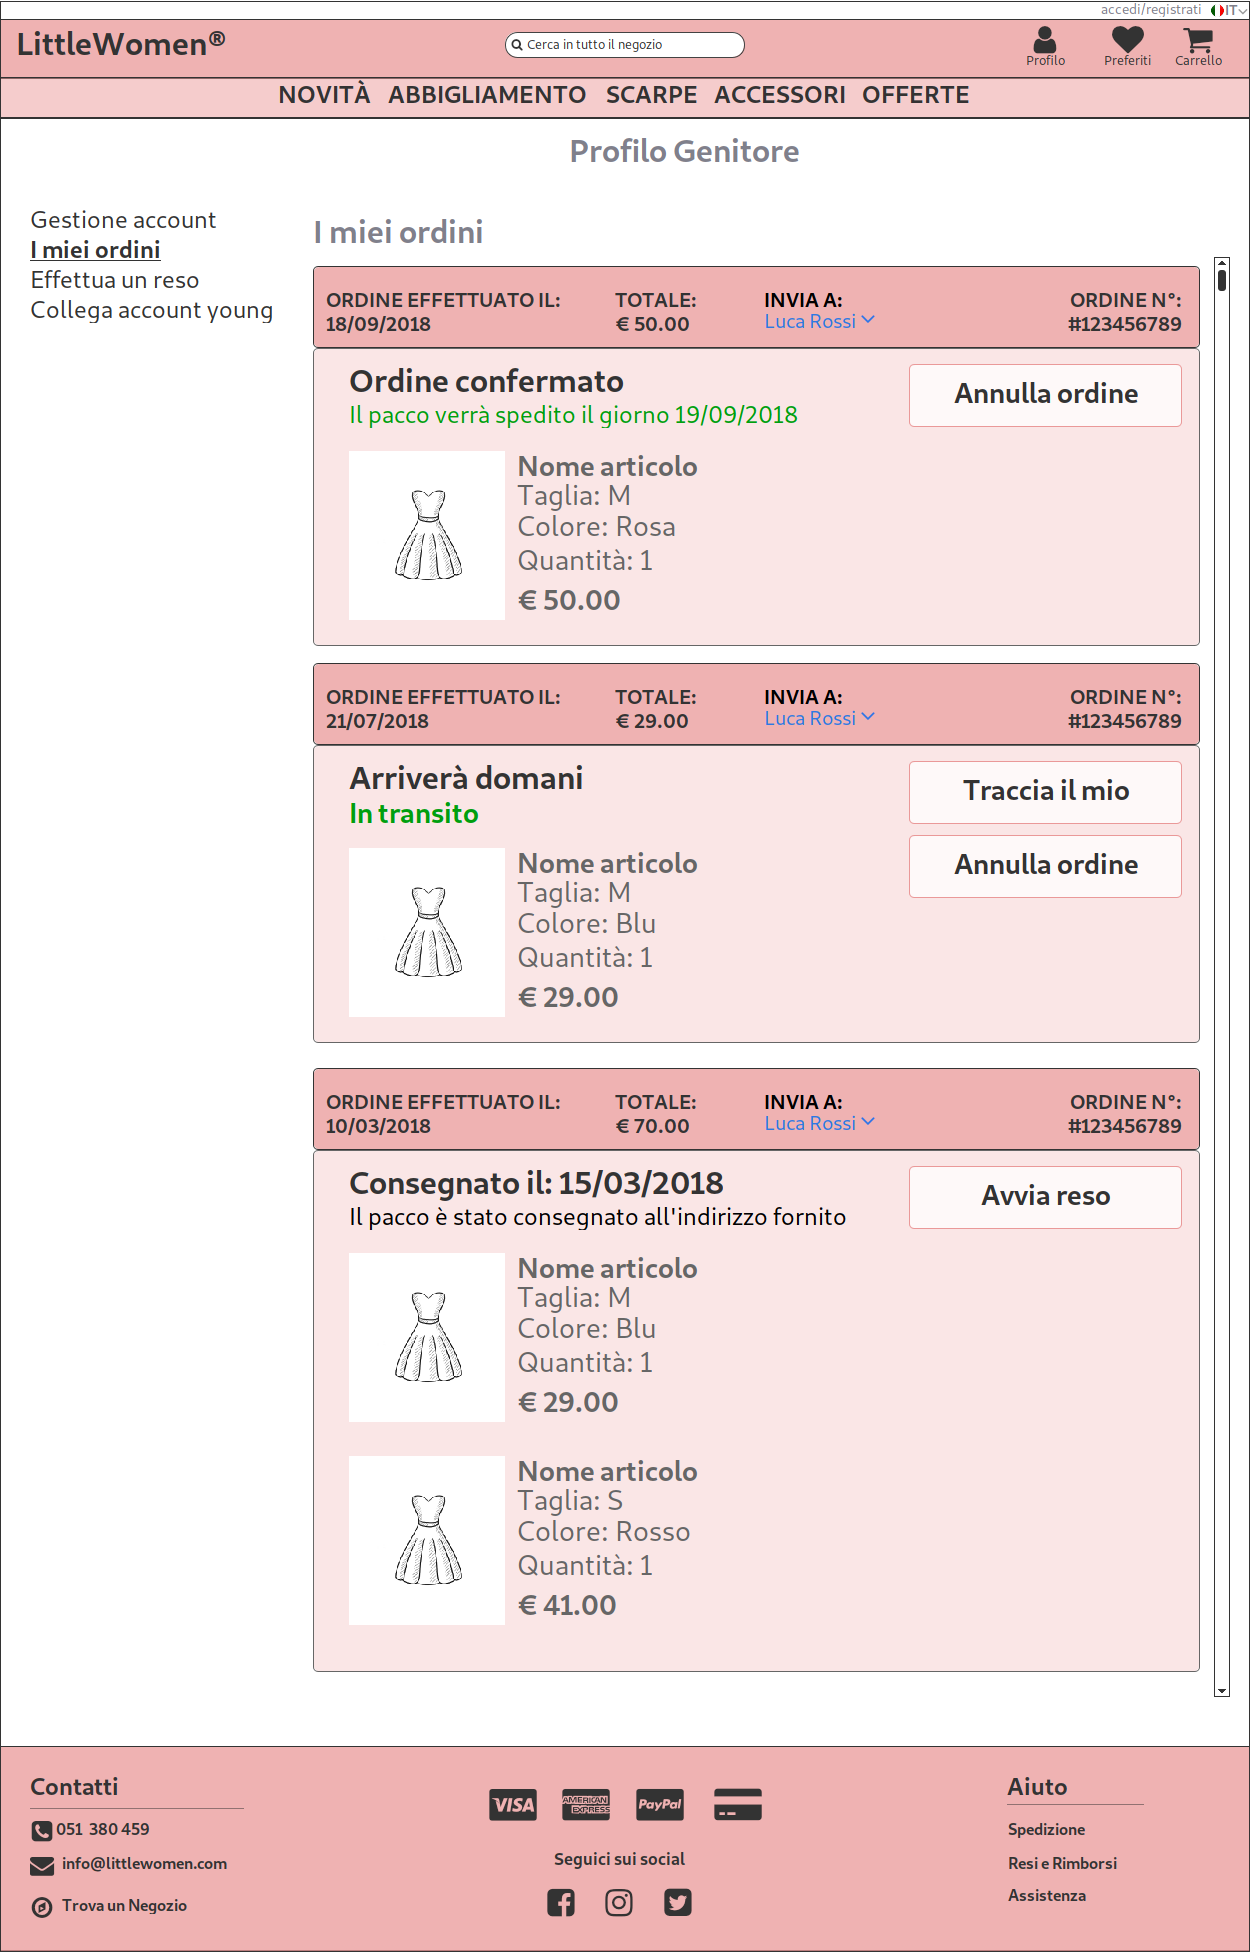 accedi/registrati IT
LittleWomen®
Cerca in tutto il negozio
Profilo Preferiti Carrello
NOVITÀ ABBIGLIAMENTO SCARPE ACCESSORI OFFERTE
Profilo Genitore
Gestione account
I miei ordini
Effettua un reso
Collega account young
I miei ordini
ORDINE EFFETTUATO IL: TOTALE: INVIA A: ORDINE N°:
18/09/2018 € 50.00 Luca Rossi #123456789
Ordine confermato
Il pacco verrà spedito il giorno 19/09/2018
Annulla ordine
Nome articolo
Taglia: M
Colore: Rosa
Quantità: 1
€ 50.00
ORDINE EFFETTUATO IL: TOTALE: INVIA A: ORDINE N°:
21/07/2018 € 29.00 Luca Rossi #123456789
Arriverà domani
In transito
Traccia il mio
Annulla ordine
Nome articolo
Taglia: M
Colore: Blu
Quantità: 1
€ 29.00
ORDINE EFFETTUATO IL: TOTALE: INVIA A: ORDINE N°:
10/03/2018 € 70.00 Luca Rossi #123456789
Consegnato il: 15/03/2018
Il pacco è stato consegnato all'indirizzo fornito
Avvia reso
Nome articolo
Taglia: M
Colore: Blu
Quantità: 1
€ 29.00
Nome articolo
Taglia: S
Colore: Rosso
Quantità: 1
€ 41.00
Contatti
051 380 459
info@littlewomen.com
Trova un Negozio
VISA AMERICAN EXPRESS PayPal
Seguici sui social
Aiuto
Spedizione
Resi e Rimborsi
Assistenza